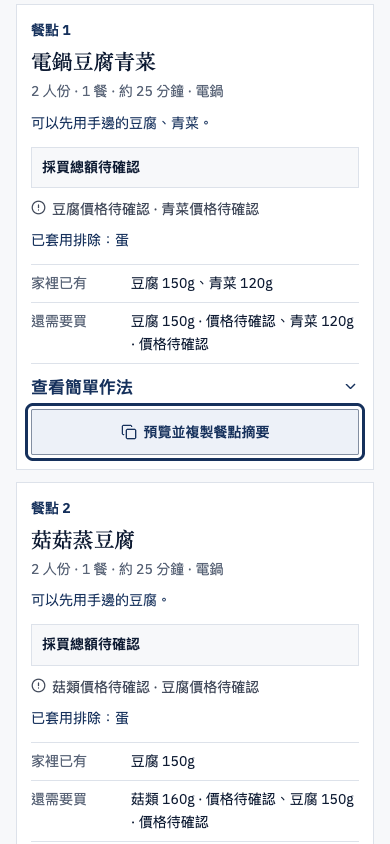 餐點 1
電鍋豆腐青菜
2 人份 · 1 餐 · 約 25 分鐘 · 電鍋
可以先用手邊的豆腐、青菜。
採買總額待確認
豆腐價格待確認 · 青菜價格待確認
已套用排除：蛋
家裡已有 豆腐 150g、青菜 120g
還需要買 豆腐 150g · 價格待確認、青菜 120g
· 價格待確認
查看簡單作法
預覽並複製餐點摘要
餐點 2
菇菇蒸豆腐
2 人份 · 1 餐 · 約 25 分鐘 · 電鍋
可以先用手邊的豆腐。
採買總額待確認
菇類價格待確認 · 豆腐價格待確認
已套用排除：蛋
家裡已有 豆腐 150g
還需要買 菇類 160g · 價格待確認、豆腐 150g
· 價格待確認